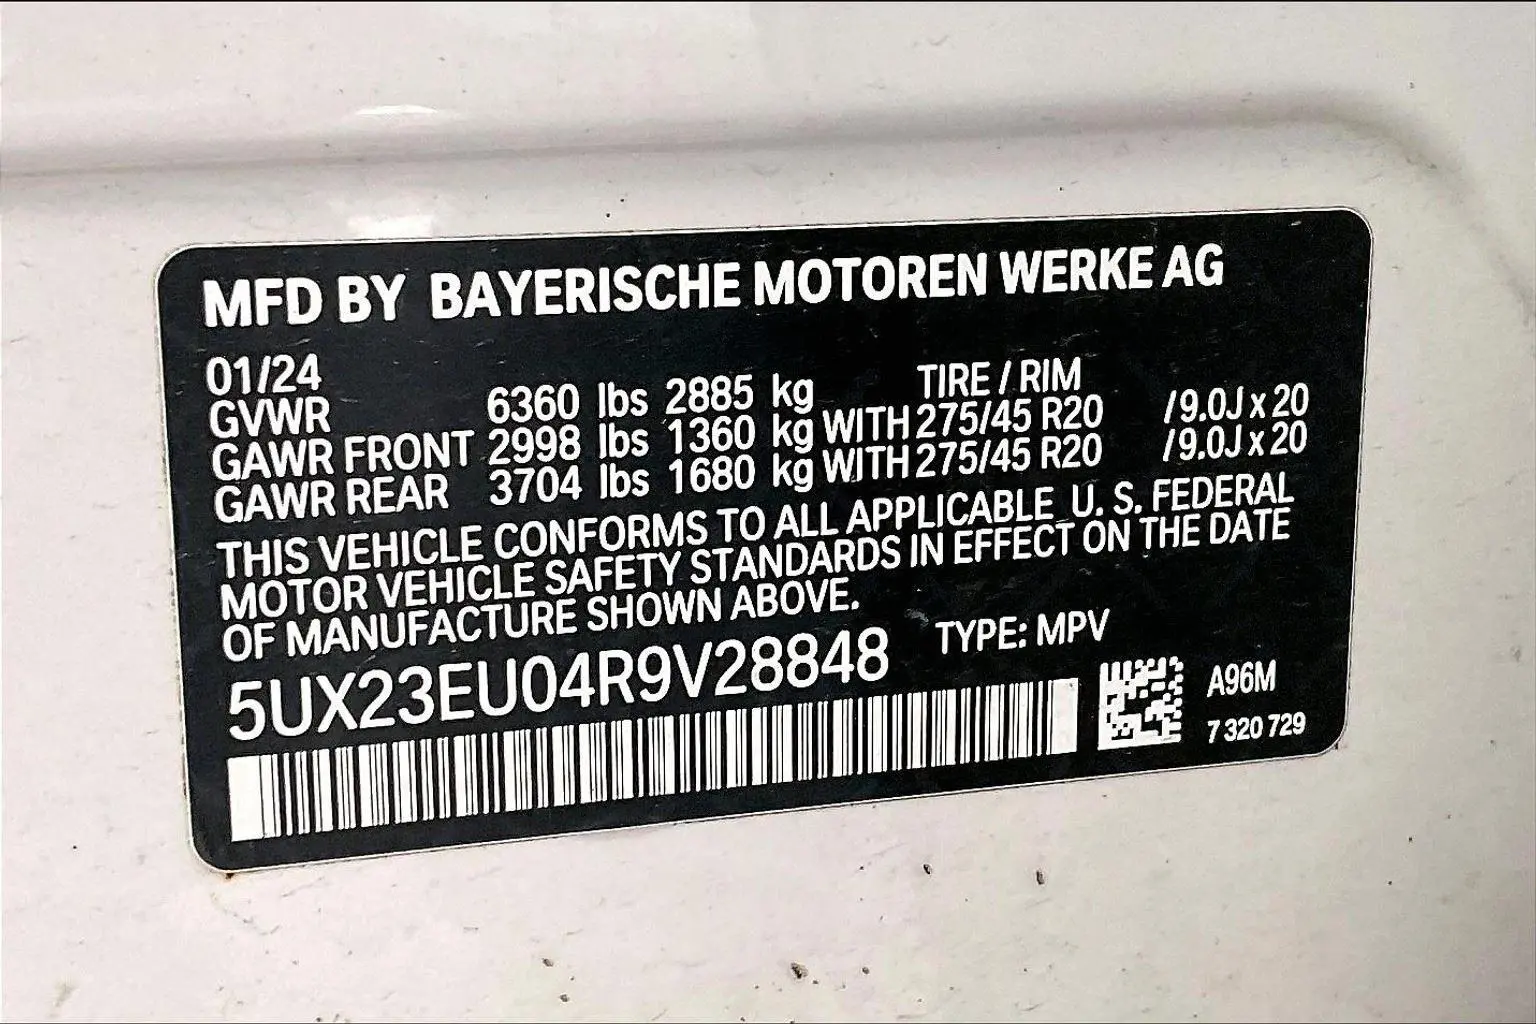 MFD BY BAYERISCHE MOTOREN WERKE AG
01/24
GVWR 6360 lbs 2885 kg TIRE / RIM
GAWR FRONT 2998 lbs 1360 kg WITH 275/45 R20 /9.0J x 20
GAWR REAR 3704 lbs 1680 kg WITH 275/45 R20 /9.0J x 20
THIS VEHICLE CONFORMS TO ALL APPLICABLE U. S. FEDERAL
MOTOR VEHICLE SAFETY STANDARDS IN EFFECT ON THE DATE
OF MANUFACTURE SHOWN ABOVE.
5UX23EU04R9V28848 TYPE: MPV
A96M
7 320 729